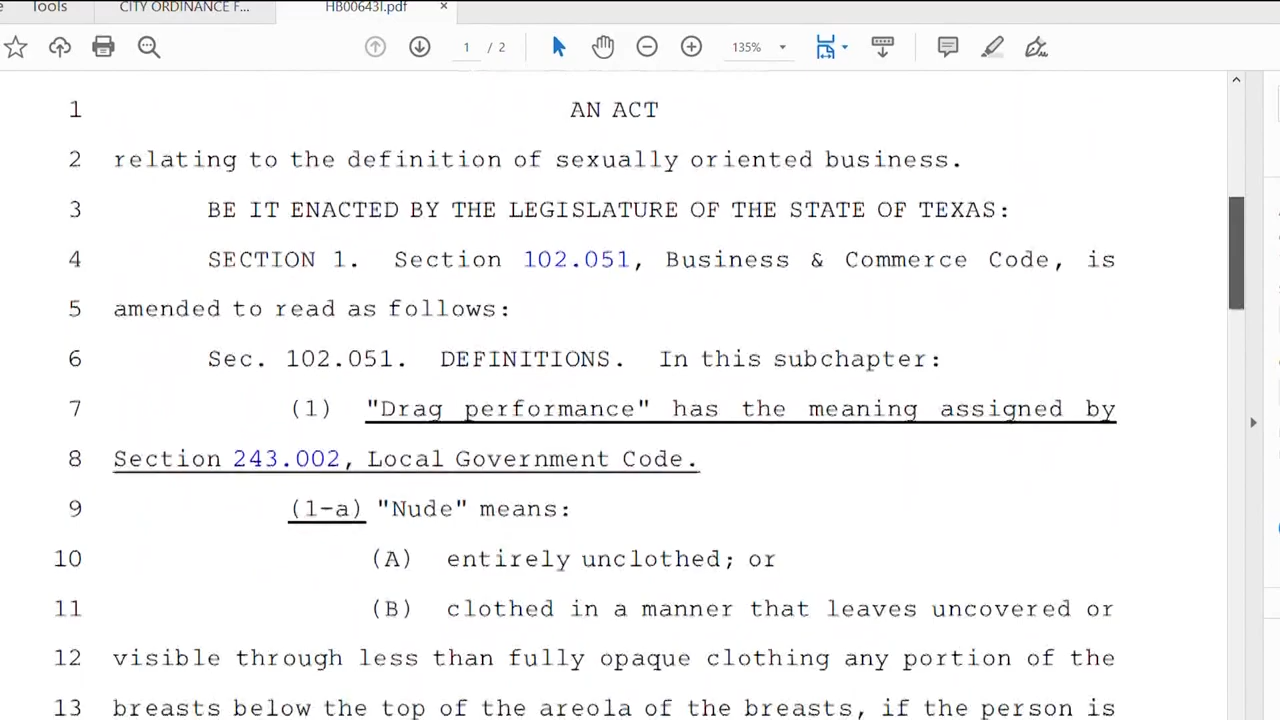 Tools
CITY ORDINANCE F...
HB00643I.pdf
×
1 / 2
135%
1 AN ACT
2 relating to the definition of sexually oriented business.
3 BE IT ENACTED BY THE LEGISLATURE OF THE STATE OF TEXAS:
4 SECTION 1. Section 102.051, Business & Commerce Code, is
5 amended to read as follows:
6 Sec. 102.051. DEFINITIONS. In this subchapter:
7 (1) "Drag performance" has the meaning assigned by
8 Section 243.002, Local Government Code.
9 (1-a) "Nude" means:
10 (A) entirely unclothed; or
11 (B) clothed in a manner that leaves uncovered or
12 visible through less than fully opaque clothing any portion of the
13 breasts below the top of the areola of the breasts, if the person is